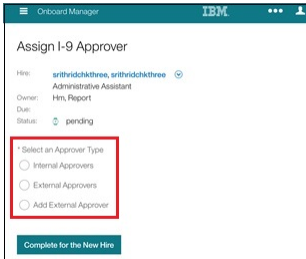 Onboard Manager
IBM
Assign I-9 Approver
Hire: srithridchkthree, srithridchkthree
Administrative Assistant
Owner: Hm, Report
Due:
Status: pending
* Select an Approver Type
Internal Approvers
External Approvers
Add External Approver
Complete for the New Hire